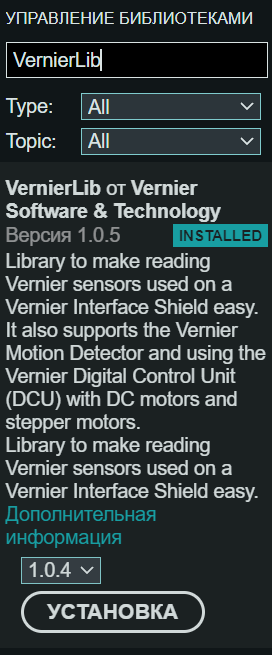 УПРАВЛЕНИЕ БИБЛИОТЕКАМИ
VernierLib
Type: All
Topic: All
VernierLib от Vernier
Software & Technology
Версия 1.0.5 INSTALLED
Library to make reading
Vernier sensors used on a
Vernier Interface Shield easy.
It also supports the Vernier
Motion Detector and using the
Vernier Digital Control Unit
(DCU) with DC motors and
stepper motors.
Library to make reading
Vernier sensors used on a
Vernier Interface Shield easy.
Дополнительная
информация
1.0.4
УСТАНОВКА